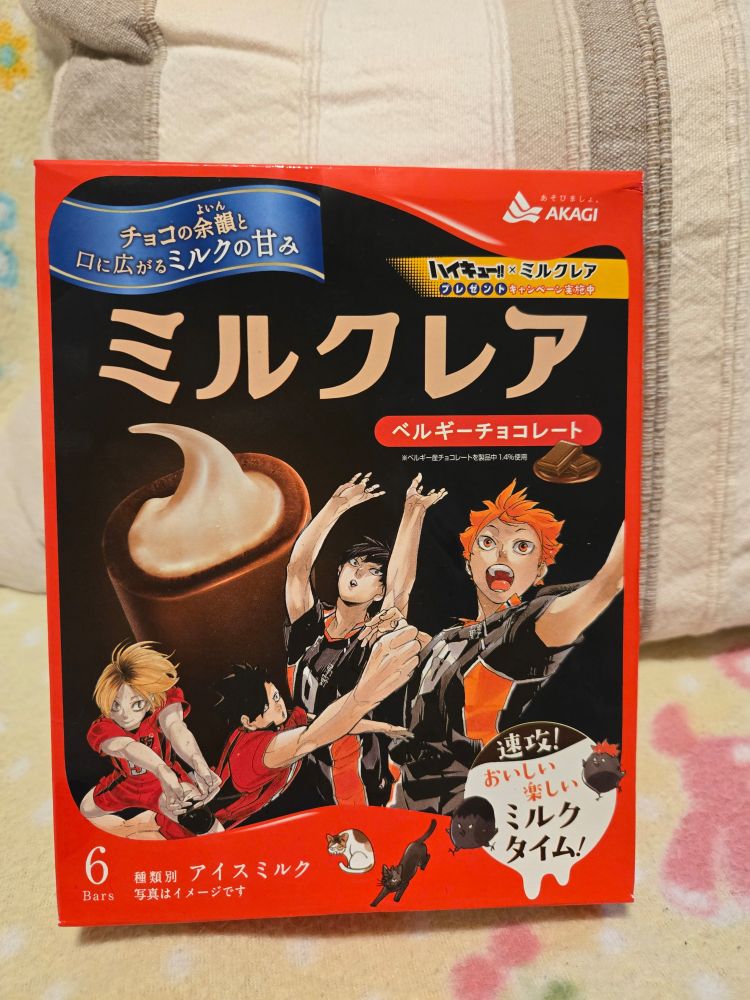 よいん
チョコの余韻と
口に広がるミルクの甘み
あそびましょ。
AKAGI
ハイキュー!!×ミルクレア
プレゼントキャンペーン実施中
ミルクレア
ベルギーチョコレート
※ベルギー産チョコレートを製品中1.4%使用
9
10
速攻!
おいしい
楽しい
ミルク
タイム!
6
Bars
種類別 アイスミルク
写真はイメージです